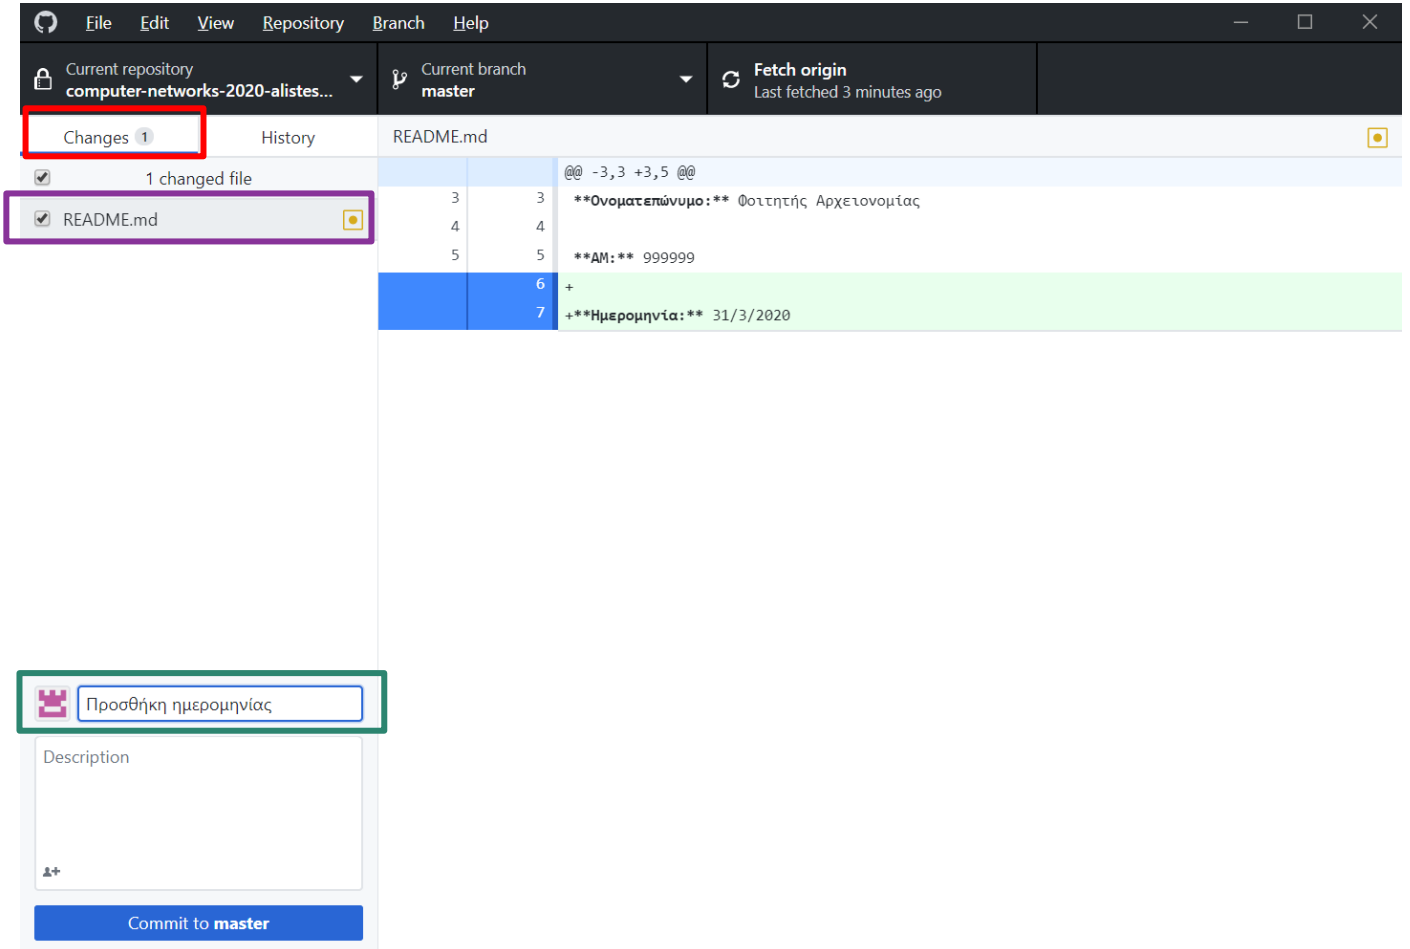 File Edit View Repository Branch Help
Current repository
computer-networks-2020-alistes...
Current branch
master
Fetch origin
Last fetched 3 minutes ago
Changes 1 History
README.md
1 changed file
README.md
@@ -3,3 +3,5 @@
3 3 **Ονοματεπώνυμο:** Φοιτητής Αρχειονομίας
4 4
5 5 **ΑΜ:** 999999
6 +
7 +**Ημερομηνία:** 31/3/2020
Προσθήκη ημερομηνίας
Description
Commit to master